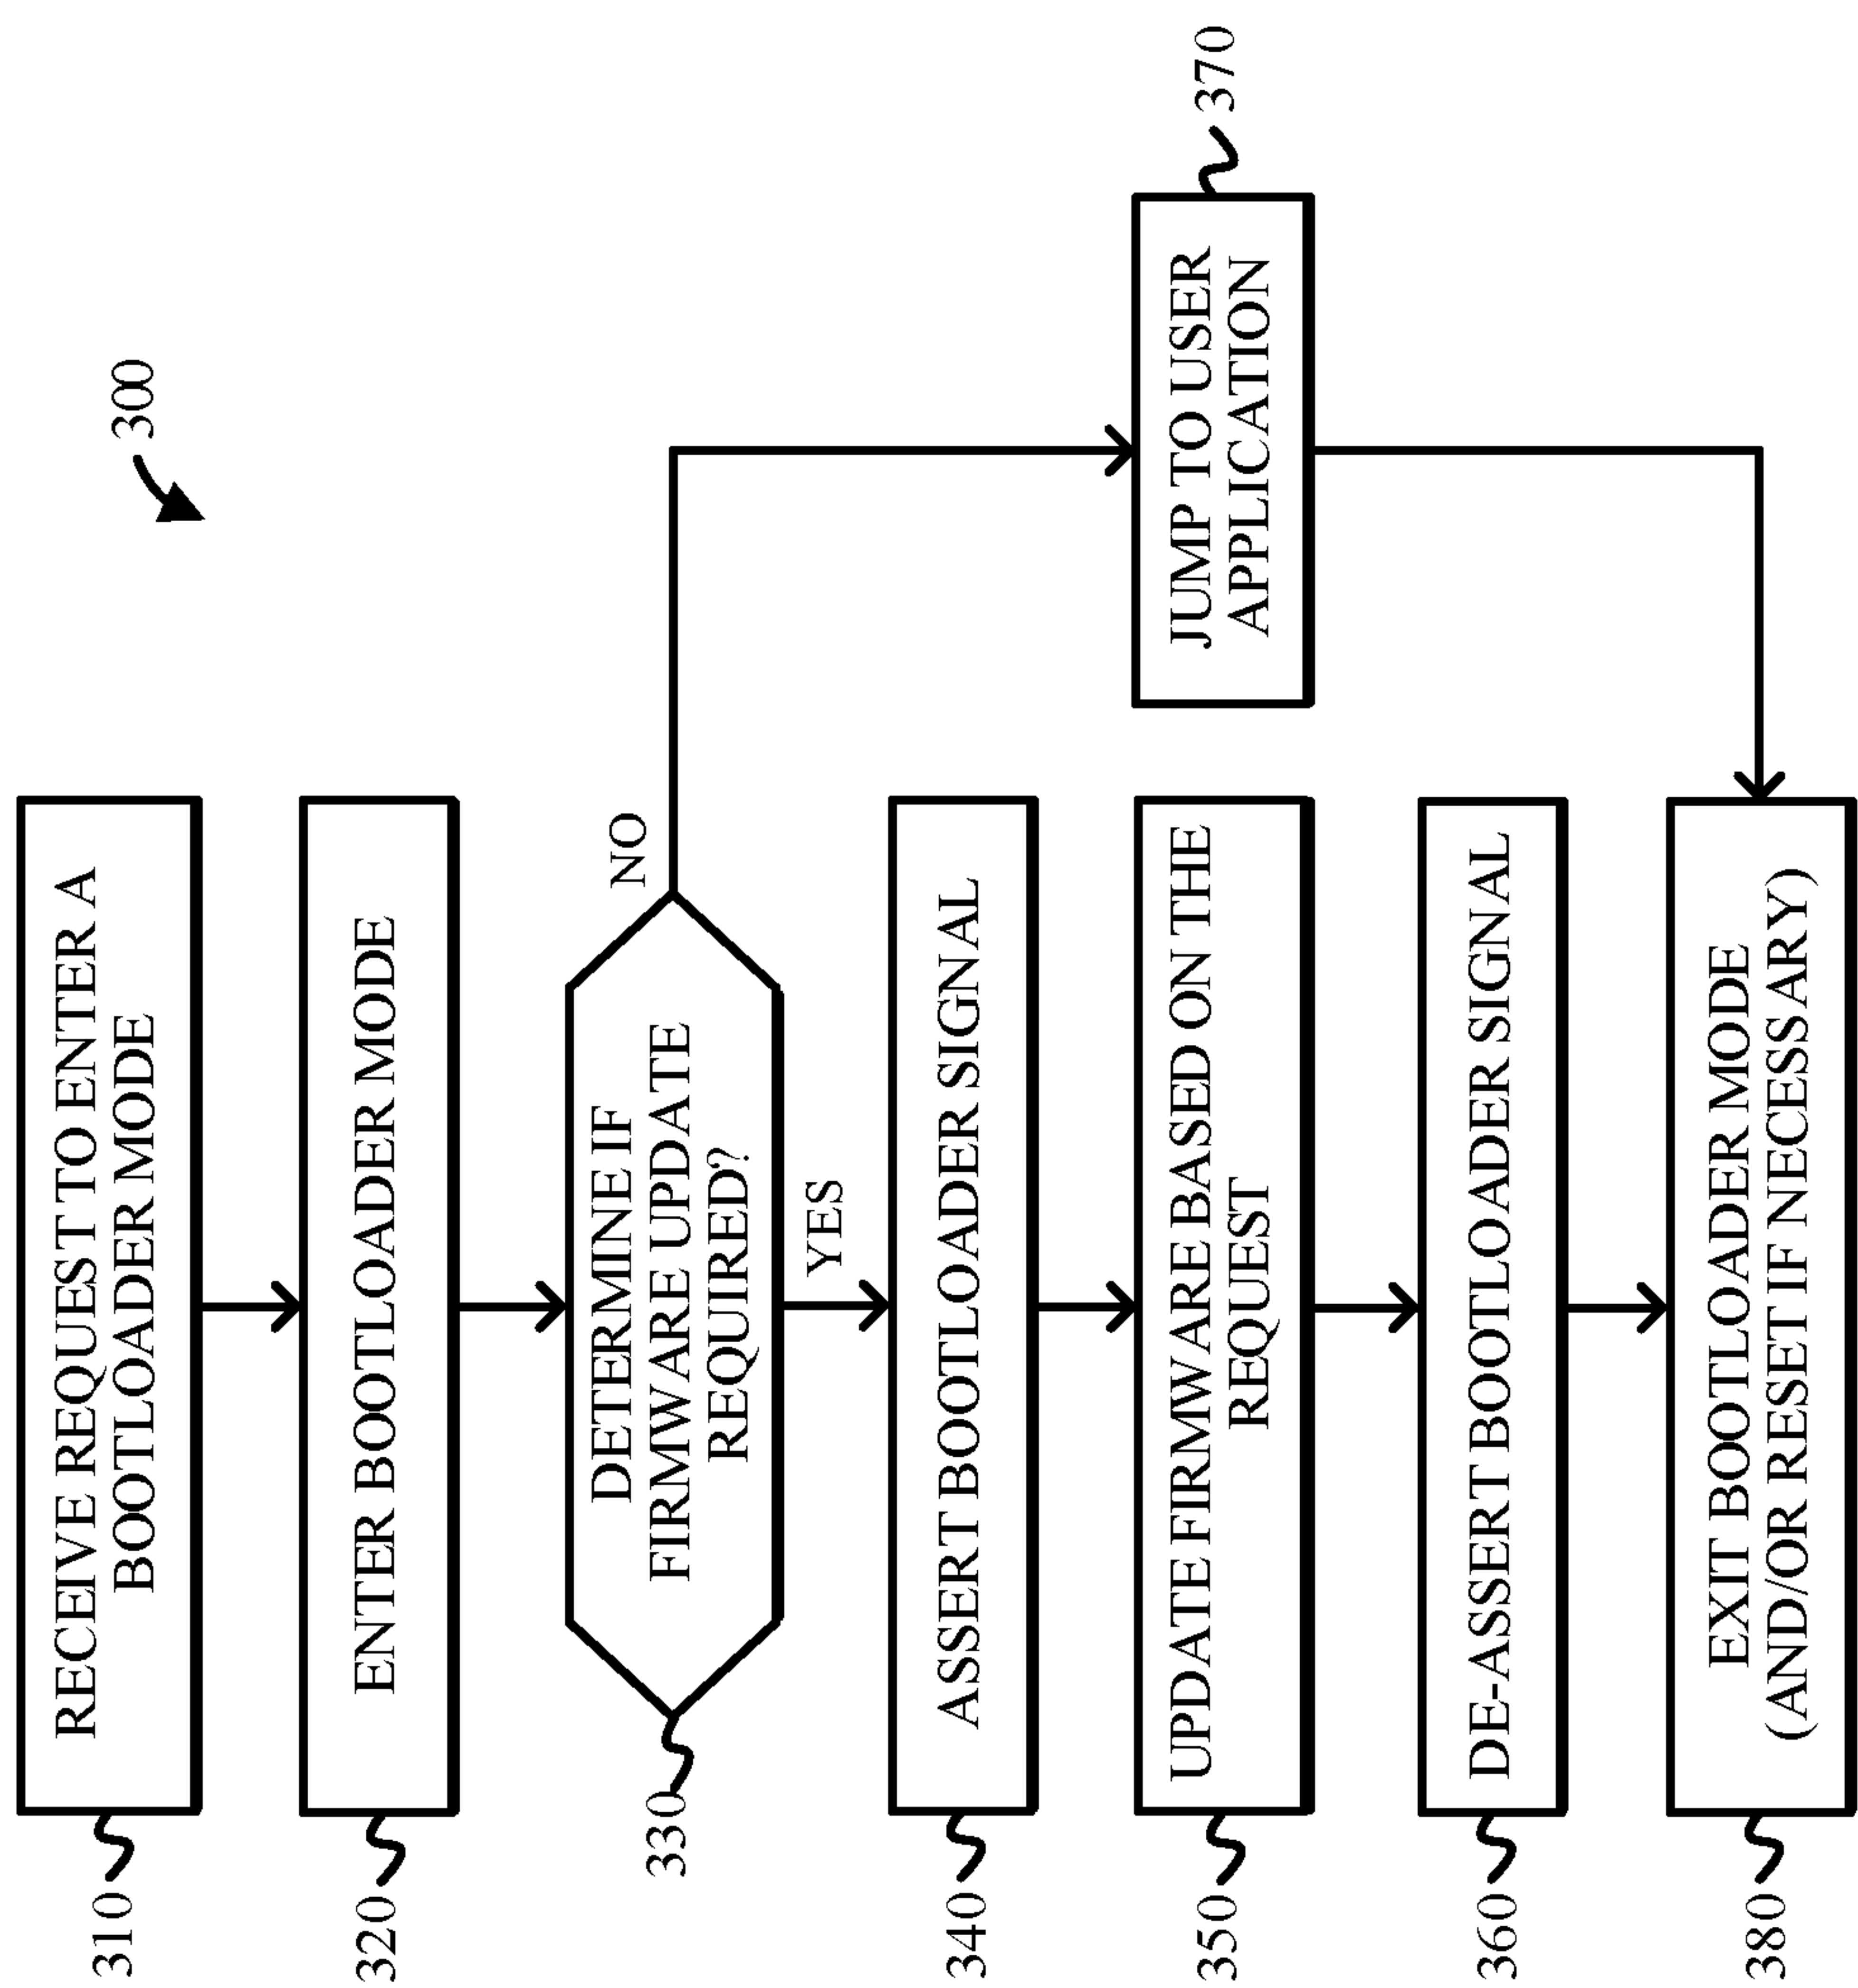 300
310
RECEIVE REQUEST TO ENTER A
BOOTLOADER MODE
320
ENTER BOOTLOADER MODE
330
DETERMINE IF
FIRMWARE UPDATE
REQUIRED?
NO
YES
340
ASSERT BOOTLOADER SIGNAL
350
UPDATE FIRMWARE BASED ON THE
REQUEST
370
JUMP TO USER
APPLICATION
360
DE-ASSERT BOOTLOADER SIGNAL
380
EXIT BOOTLOADER MODE
(AND/OR RESET IF NECESSARY)